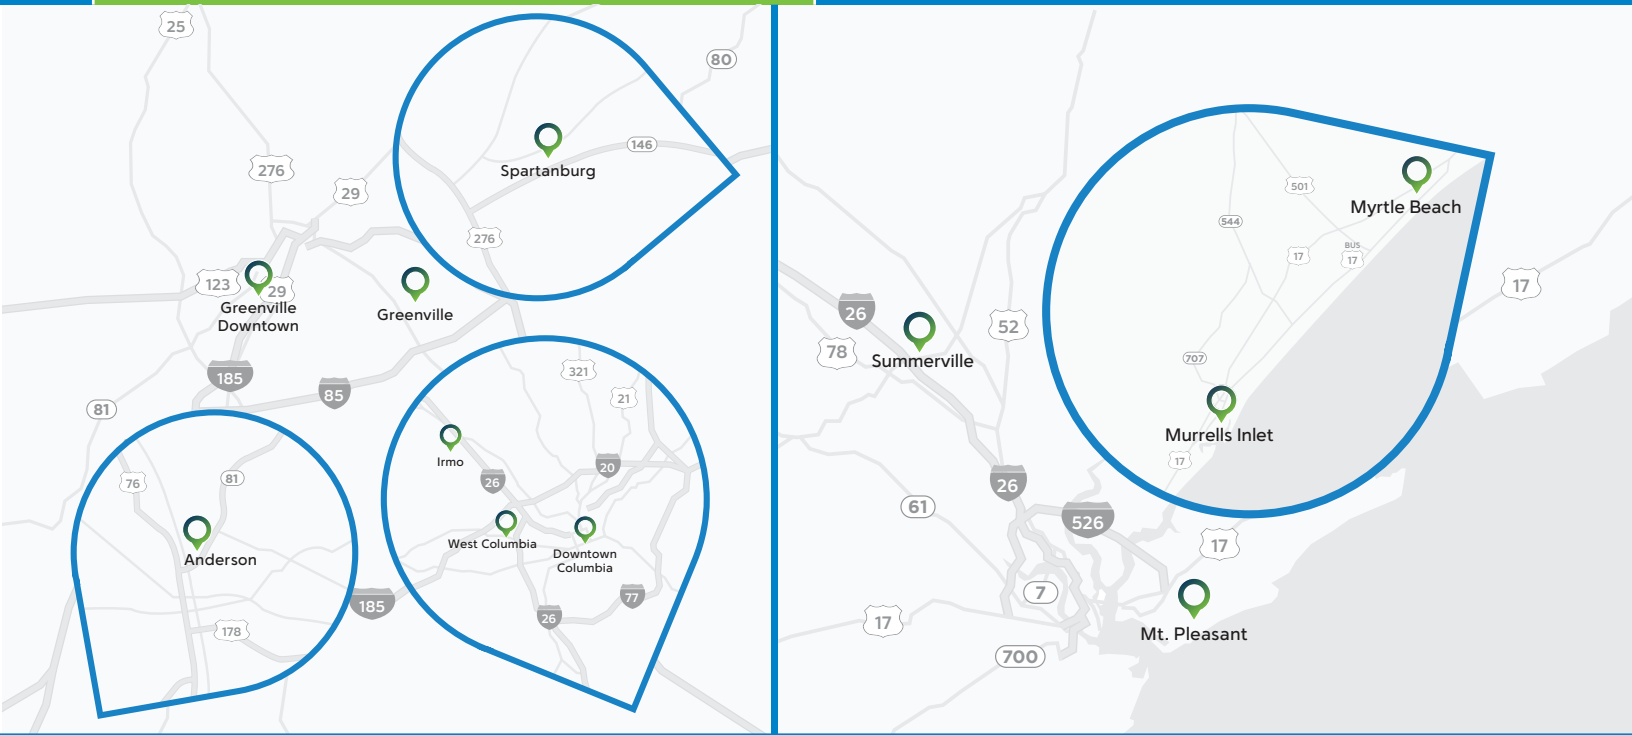 25
80
146
Spartanburg
276
29
276
123
29
Greenville
Downtown
Greenville
185
85
81
321
21
Irmo
26
20
West Columbia
Downtown
Columbia
77
26
76
81
Anderson
178
185
501
Myrtle Beach
544
BUS
17
17
17
26
52
78
Summerville
707
Murrells Inlet
17
26
61
526
17
7
17
Mt. Pleasant
700